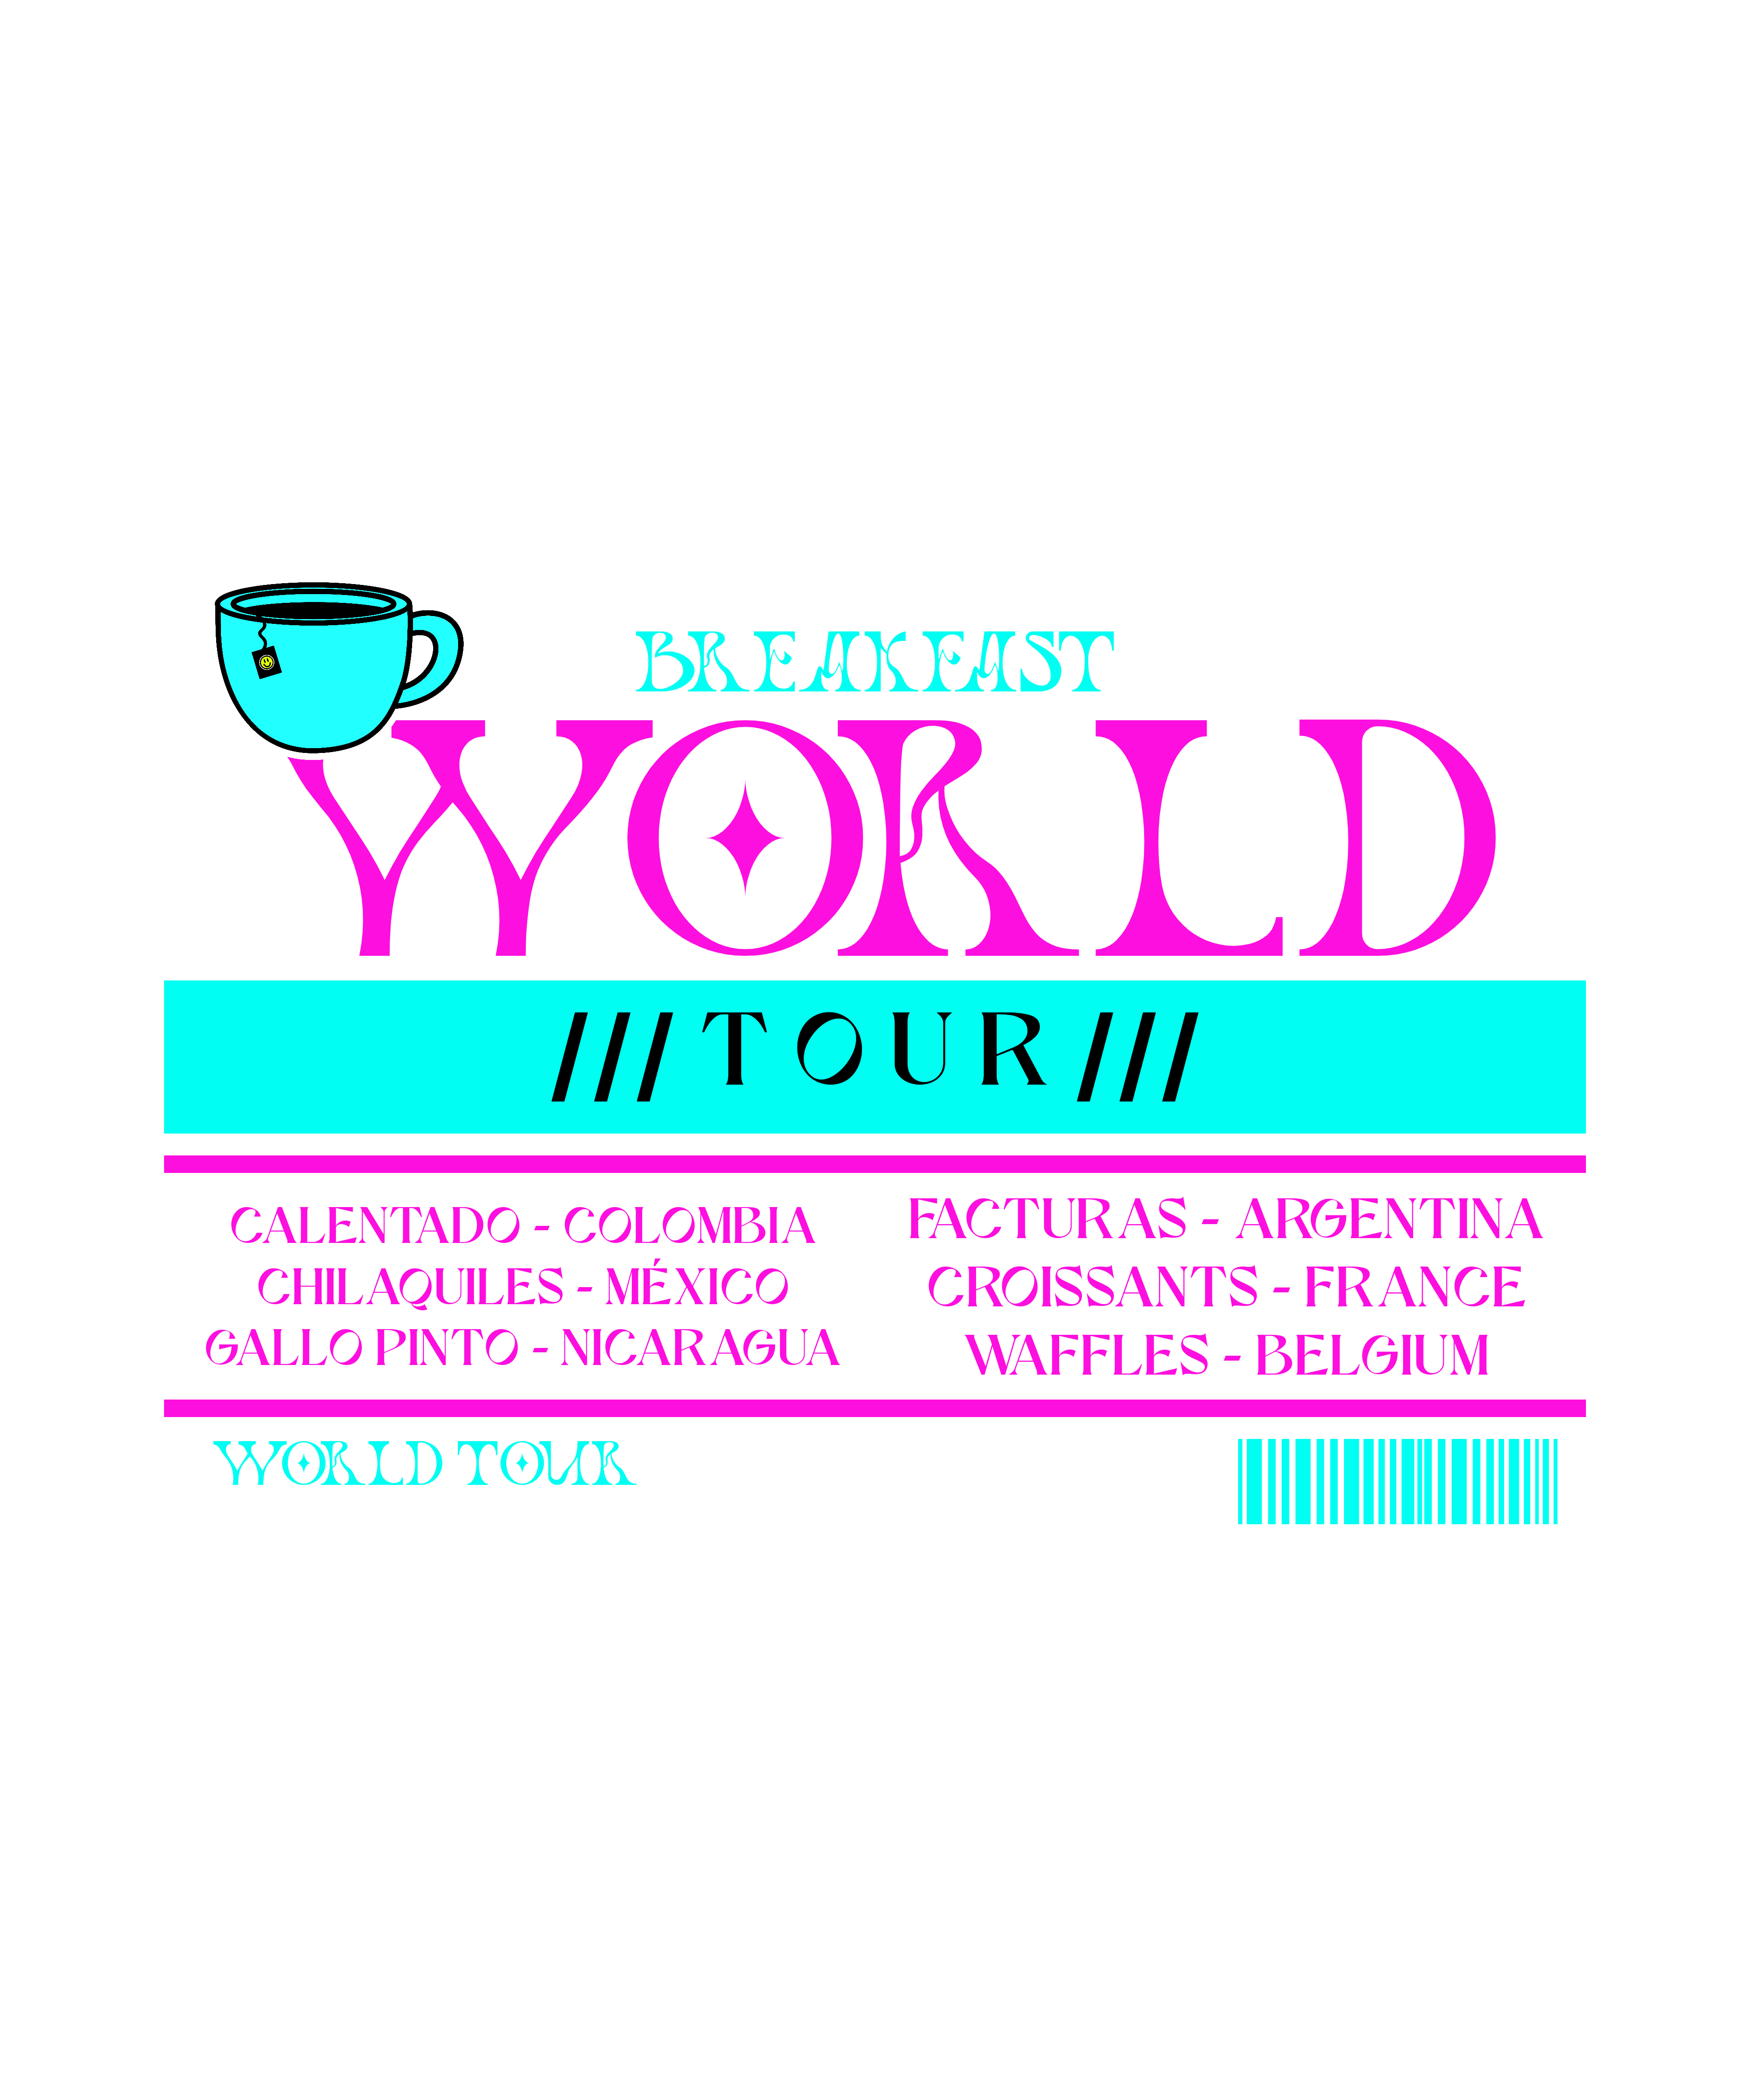 BREAKFAST
WORLD
/// TOUR ///
CALENTADO - COLOMBIA
CHILAQUILES - MÉXICO
GALLO PINTO - NICARAGUA
FACTURAS - ARGENTINA
CROISSANTS - FRANCE
WAFFLES - BELGIUM
WORLD TOUR